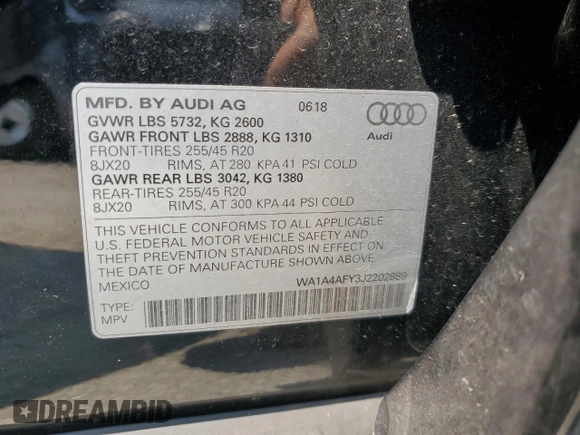 MFD. BY AUDI AG 0618
GVWR LBS 5732, KG 2600
GAWR FRONT LBS 2888, KG 1310
FRONT-TIRES 255/45 R20
8JX20 RIMS, AT 280 KPA 41 PSI COLD
GAWR REAR LBS 3042, KG 1380
REAR-TIRES 255/45 R20
8JX20 RIMS, AT 300 KPA 44 PSI COLD
Audi
THIS VEHICLE CONFORMS TO ALL APPLICABLE
U.S. FEDERAL MOTOR VEHICLE SAFETY AND
THEFT PREVENTION STANDARDS IN EFFECT ON
THE DATE OF MANUFACTURE SHOWN ABOVE.
MEXICO WA1A4AFY3J2202889
TYPE:
MPV
DREAMBID